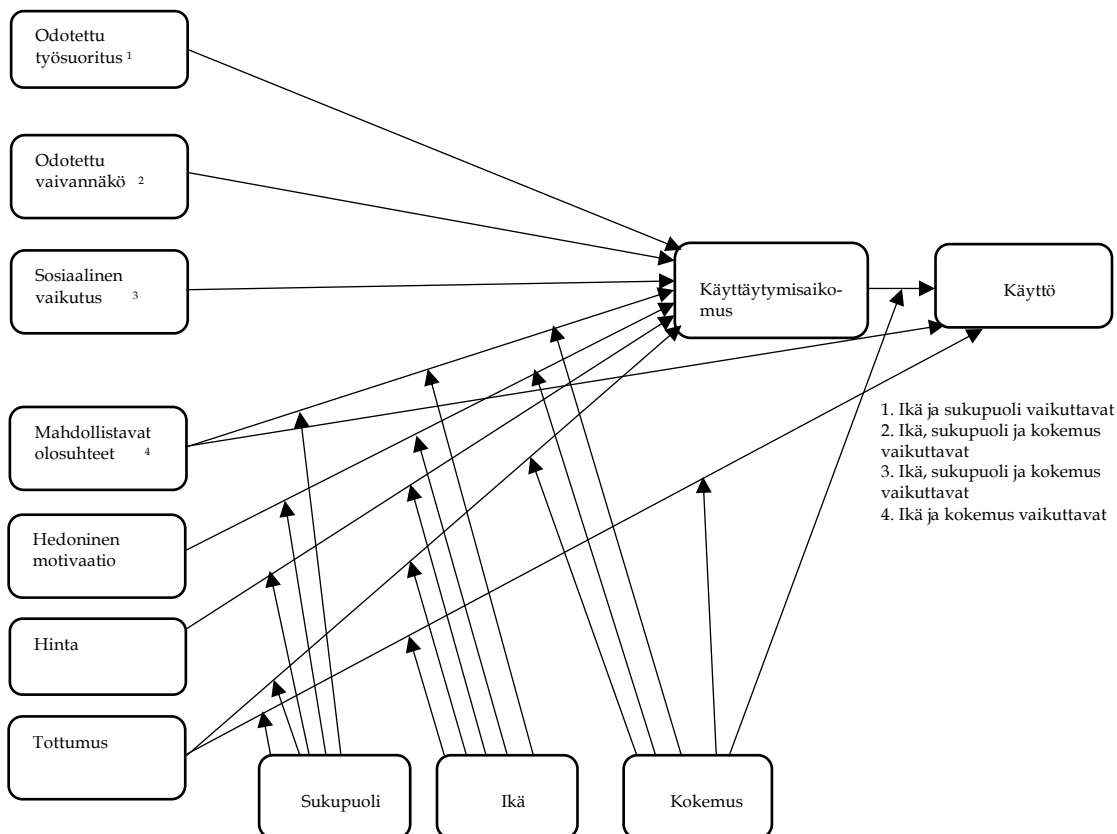 Odotettu
työsuoritus 1
Odotettu
vaivannäkö 2
Sosiaalinen
vaikutus 3
Käyttäytymisaiko-
mus
Käyttö
Mahdollistavat
olosuhteet 4
1. Ikä ja sukupuoli vaikuttavat
2. Ikä, sukupuoli ja kokemus
vaikuttavat
3. Ikä, sukupuoli ja kokemus
vaikuttavat
4. Ikä ja kokemus vaikuttavat
Hedoninen
motivaatio
Hinta
Tottumus
Sukupuoli
Ikä
Kokemus